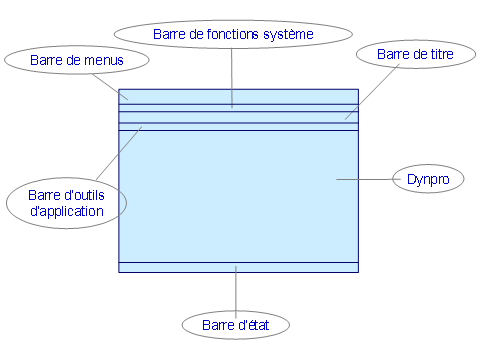 Barre de fonctions système
Barre de menus
Barre de titre
Dynpro
Barre d'outils
d'application
Barre d'état